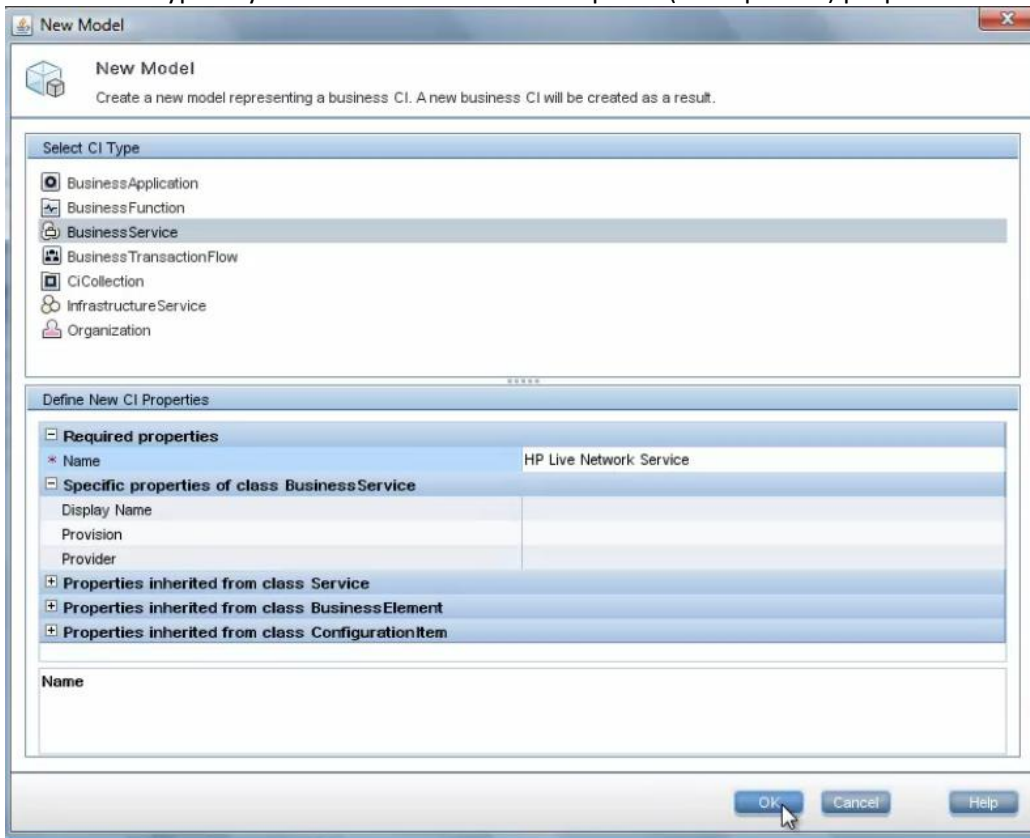 New Model
New Model
Create a new model representing a business CI. A new business CI will be created as a result.
Select CI Type
BusinessApplication
BusinessFunction
BusinessService
BusinessTransactionFlow
CiCollection
InfrastructureService
Organization
Define New CI Properties
Required properties
* Name HP Live Network Service
Specific properties of class BusinessService
Display Name
Provision
Provider
Properties inherited from class Service
Properties inherited from class BusinessElement
Properties inherited from class ConfigurationItem
Name
OK Cancel Help